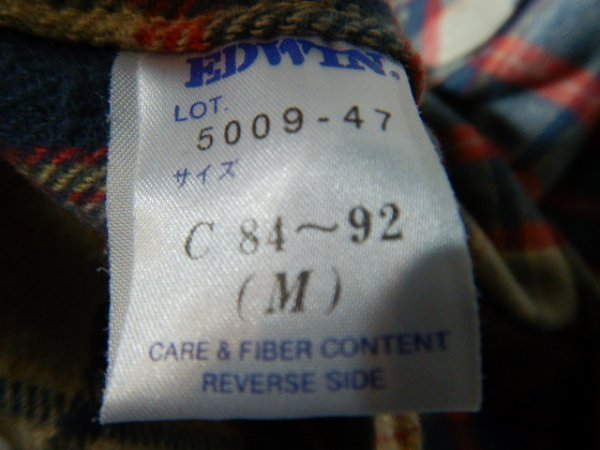 EDWIN.
LOT.
5009-47
サイズ
C 84～92
(M)
CARE & FIBER CONTENT
REVERSE SIDE